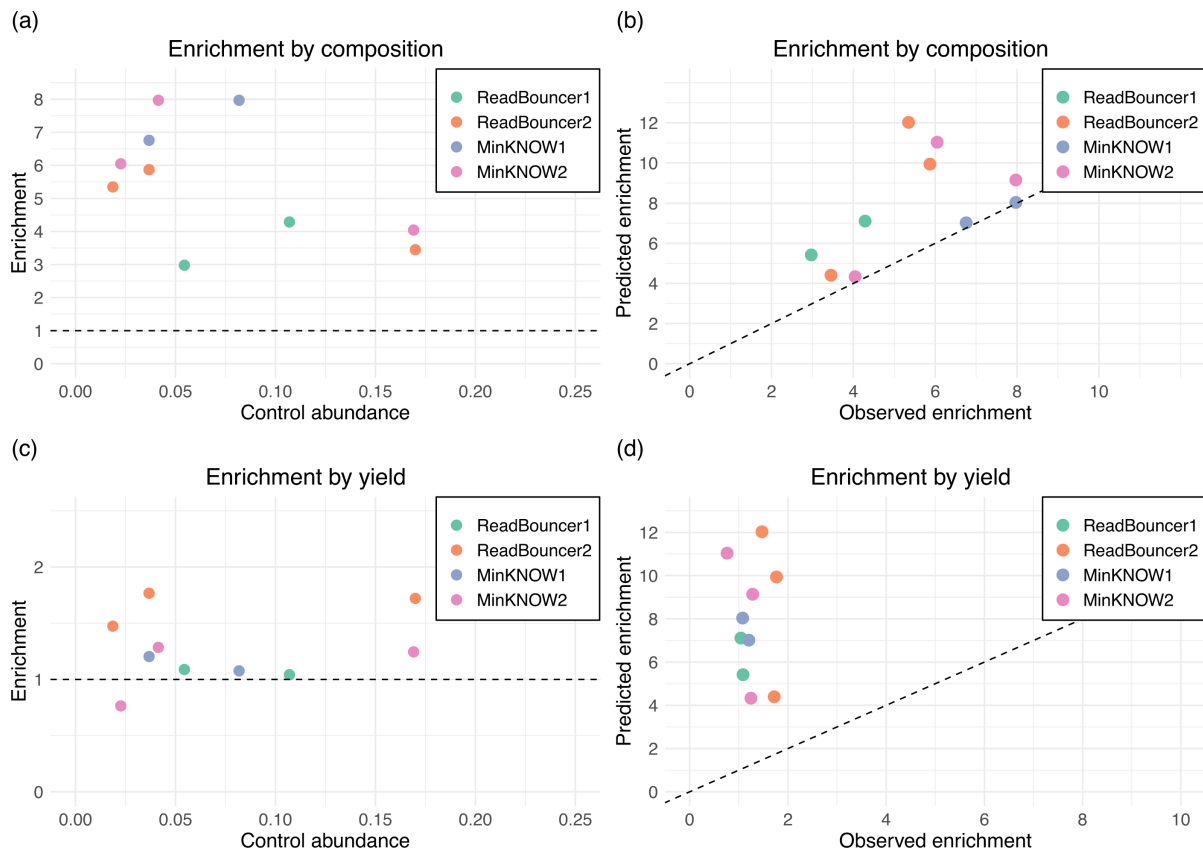 (a)
Enrichment by composition
ReadBouncer1
ReadBouncer2
MinKNOW1
MinKNOW2
Enrichment
8
7
6
5
4
3
2
1
0
0.00 0.05 0.10 0.15 0.20 0.25
Control abundance
(b)
Enrichment by composition
ReadBouncer1
ReadBouncer2
MinKNOW1
MinKNOW2
Predicted enrichment
12
10
8
6
4
2
0
0 2 4 6 8 10
Observed enrichment
(c)
Enrichment by yield
ReadBouncer1
ReadBouncer2
MinKNOW1
MinKNOW2
Enrichment
2
1
0
0.00 0.05 0.10 0.15 0.20 0.25
Control abundance
(d)
Enrichment by yield
ReadBouncer1
ReadBouncer2
MinKNOW1
MinKNOW2
Predicted enrichment
12
10
8
6
4
2
0
0 2 4 6 8 10
Observed enrichment